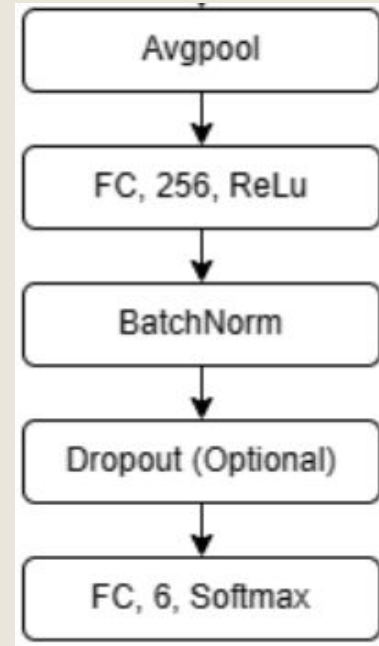 Avgpool
FC, 256, ReLu
BatchNorm
Dropout (Optional)
FC, 6, Softmax